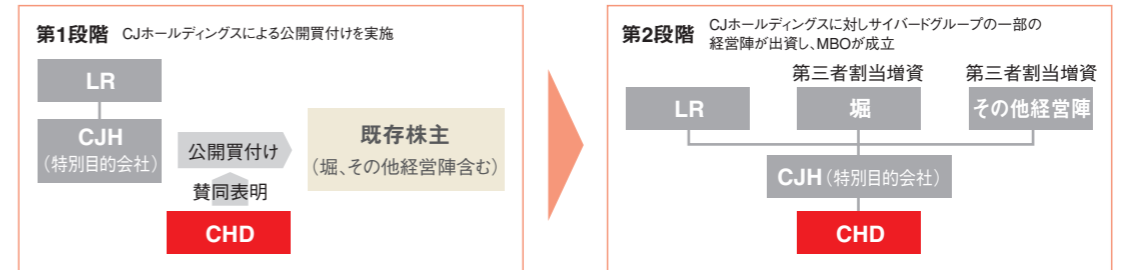 第1段階 CJホールディングスによる公開買付けを実施
LR
CJH
(特別目的会社)
公開買付け
賛同表明
既存株主
(堀、その他経営陣含む)
CHD
第2段階 CJホールディングスに対しサイバードグループの一部の
経営陣が出資し、MBOが成立
第三者割当増資 第三者割当増資
LR 堀 その他経営陣
CJH(特別目的会社)
CHD